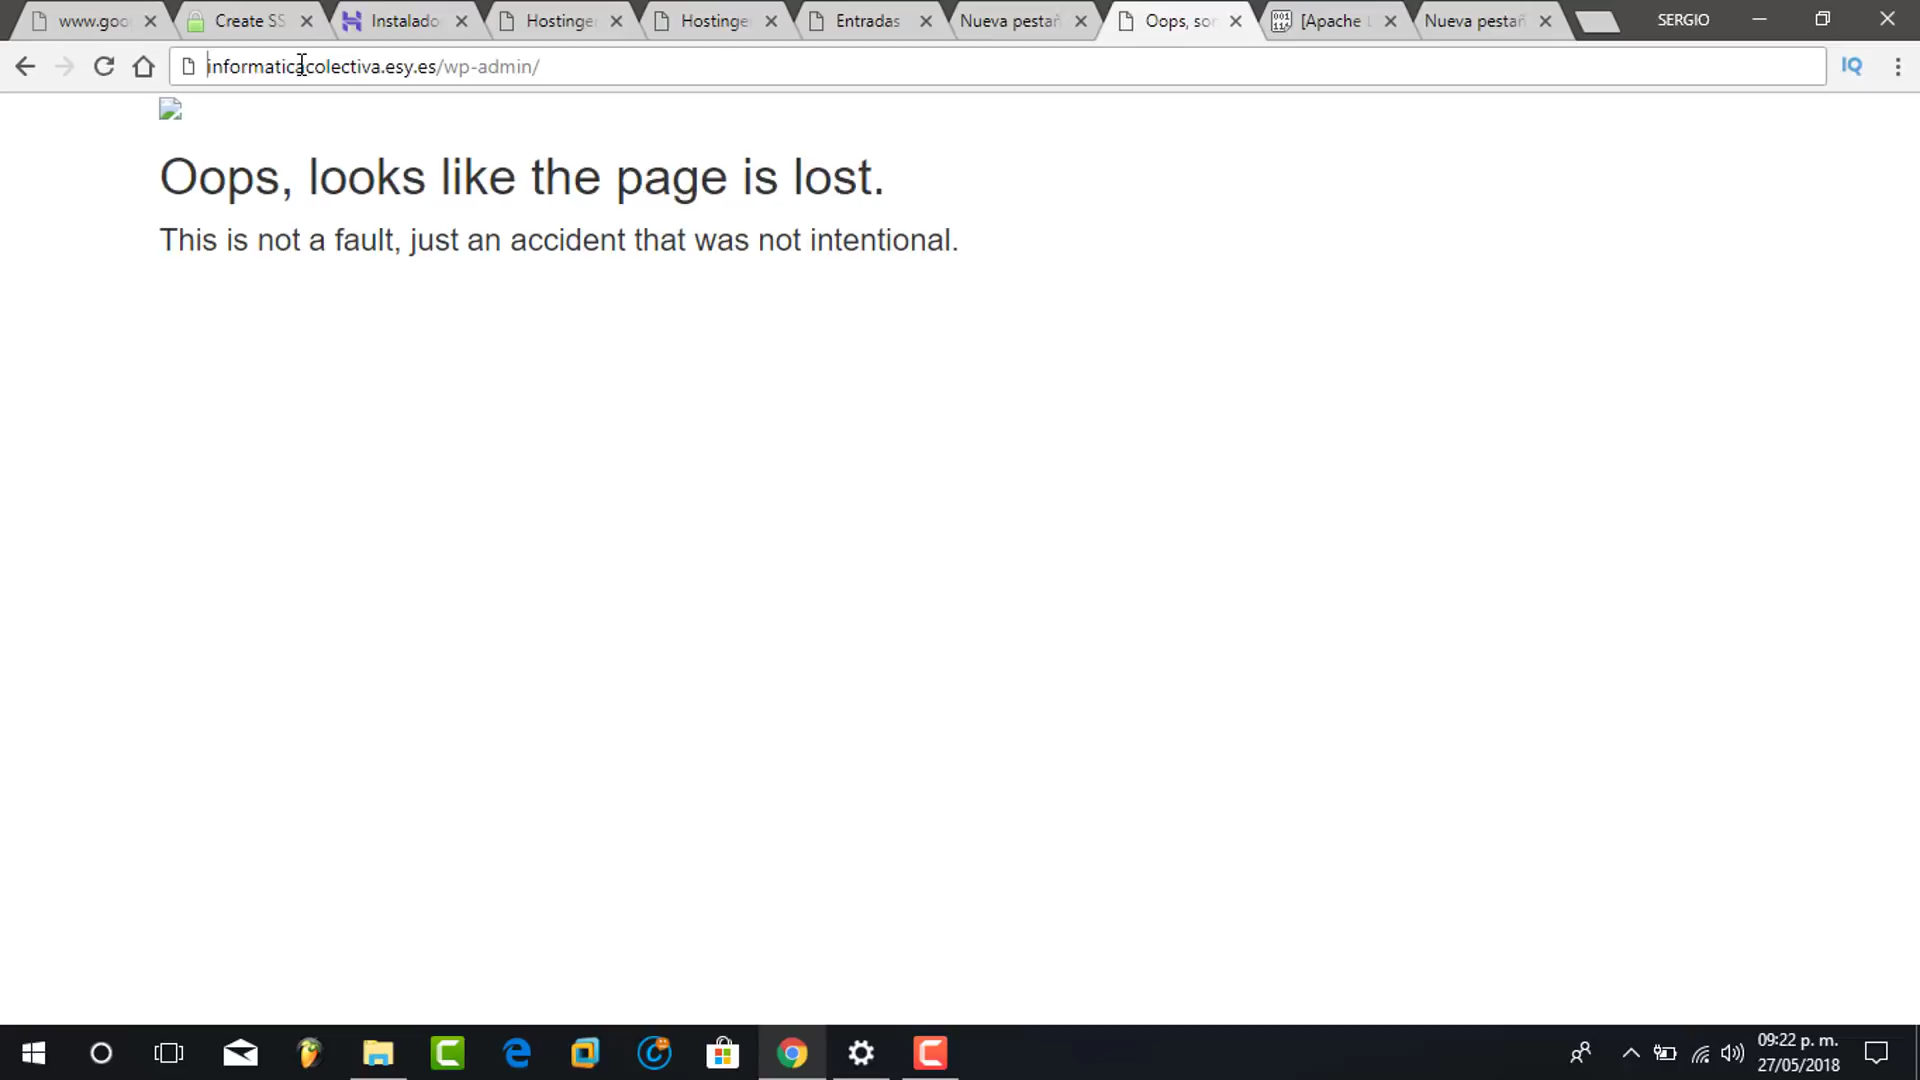 www.goo
Create SS
Instalado
Hostinge
Hostinge
Entradas
Nueva pestañ
Oops, so
[Apache
Nueva pestañ
SERGIO
informaticacolectiva.esy.es/wp-admin/
IQ
Oops, looks like the page is lost.
This is not a fault, just an accident that was not intentional.
09:22 p. m.
27/05/2018